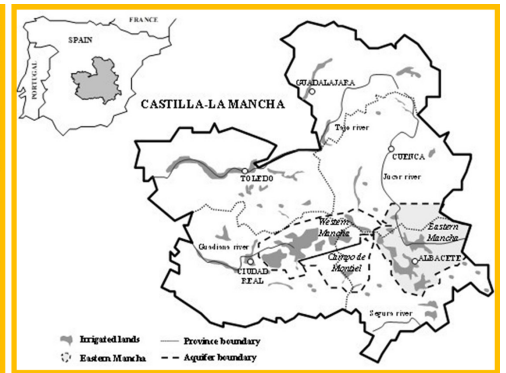 FRANCE
SPAIN
PORTUGAL
CASTILLA-LA MANCHA
GUADALAJARA
Tajo river
CUENCA
TOLEDO
Jucar river
Western
Mancha
Eastern
Mancha
Guadiana river
Campo de
Montiel
CIUDAD
REAL
ALBACETE
Segura river
Irrigated lands
Province boundary
Eastern Mancha
Aquifer boundary